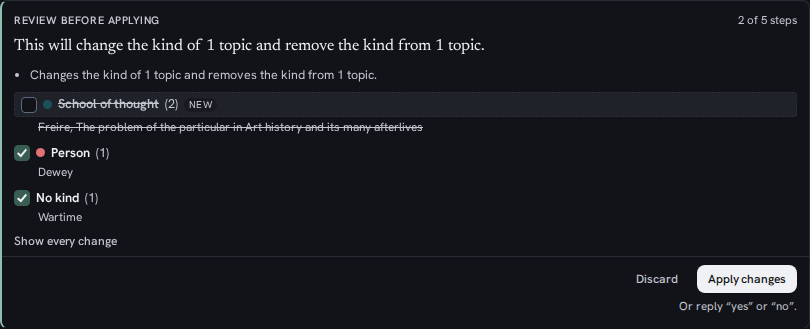 REVIEW BEFORE APPLYING
2 of 5 steps
This will change the kind of 1 topic and remove the kind from 1 topic.
• Changes the kind of 1 topic and removes the kind from 1 topic.
School of thought (2) NEW
Freire, The problem of the particular in Art history and its many afterlives
Person (1)
Dewey
No kind (1)
Wartime
Show every change
Discard
Apply changes
Or reply “yes” or “no”.